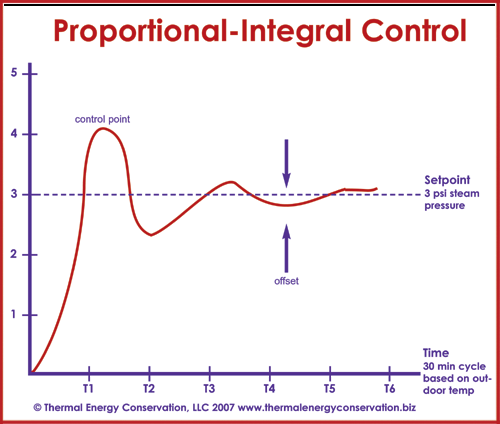 Proportional-Integral Control
5
control point
4
Setpoint
3 psi steam
pressure
3
2
offset
1
Time
30 min cycle
based on out-
door temp
T1 T2 T3 T4 T5 T6
© Thermal Energy Conservation, LLC 2007 www.thermalenergyconservation.biz